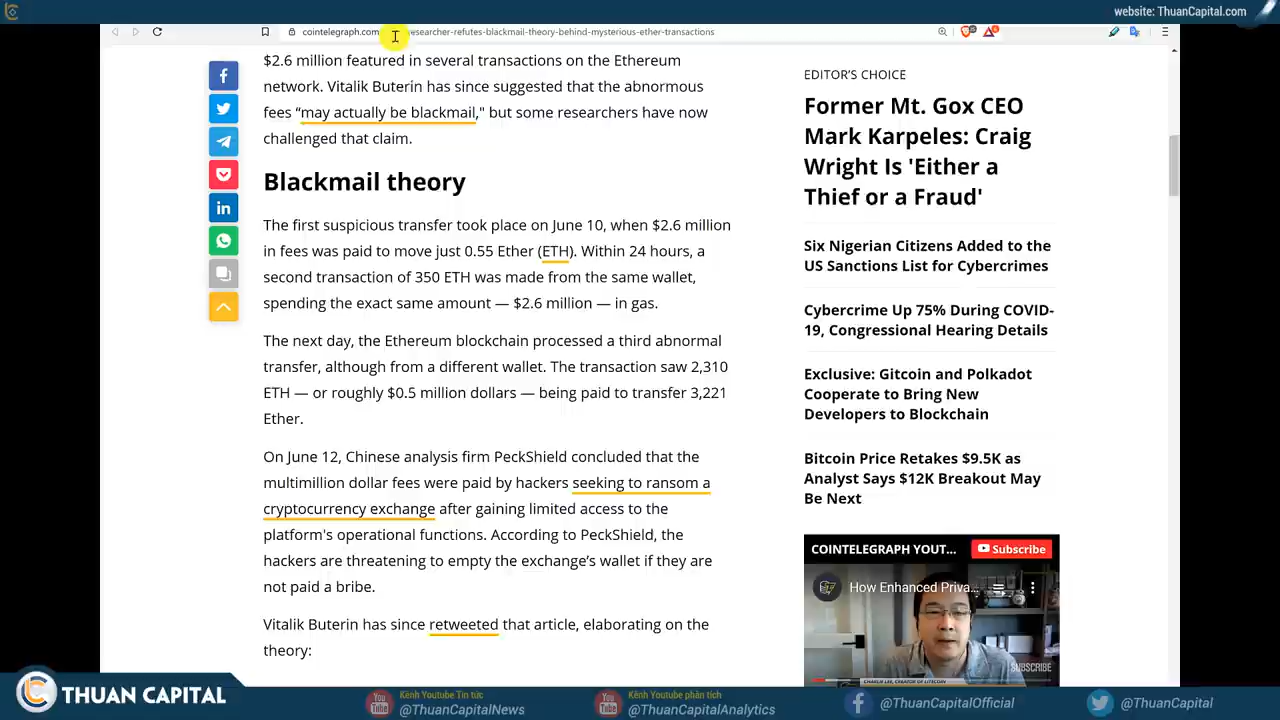 website: ThuanCapital.com
cointelegraph.com
esearcher-refutes-blackmail-theory-behind-mysterious-ether-transactions
$2.6 million featured in several transactions on the Ethereum
network. Vitalik Buterin has since suggested that the abnormous
fees “may actually be blackmail," but some researchers have now
challenged that claim.
Blackmail theory
The first suspicious transfer took place on June 10, when $2.6 million
in fees was paid to move just 0.55 Ether (ETH). Within 24 hours, a
second transaction of 350 ETH was made from the same wallet,
spending the exact same amount — $2.6 million — in gas.
The next day, the Ethereum blockchain processed a third abnormal
transfer, although from a different wallet. The transaction saw 2,310
ETH — or roughly $0.5 million dollars — being paid to transfer 3,221
Ether.
On June 12, Chinese analysis firm PeckShield concluded that the
multimillion dollar fees were paid by hackers seeking to ransom a
cryptocurrency exchange after gaining limited access to the
platform's operational functions. According to PeckShield, the
hackers are threatening to empty the exchange’s wallet if they are
not paid a bribe.
Vitalik Buterin has since retweeted that article, elaborating on the
theory:
EDITOR’S CHOICE
Former Mt. Gox CEO
Mark Karpeles: Craig
Wright Is 'Either a
Thief or a Fraud'
Six Nigerian Citizens Added to the
US Sanctions List for Cybercrimes
Cybercrime Up 75% During COVID-
19, Congressional Hearing Details
Exclusive: Gitcoin and Polkadot
Cooperate to Bring New
Developers to Blockchain
Bitcoin Price Retakes $9.5K as
Analyst Says $12K Breakout May
Be Next
COINTELEGRAPH YOUT...
Subscribe
How Enhanced Priva...
SUBSCRIBE
CHARLIE LEE, CREATOR OF LITECOIN
THUAN CAPITAL
Kênh Youtube Tin tức
@ThuanCapitalNews
Kênh Youtube phân tích
@ThuanCapitalAnalytics
@ThuanCapitalOfficial
@ThuanCapital